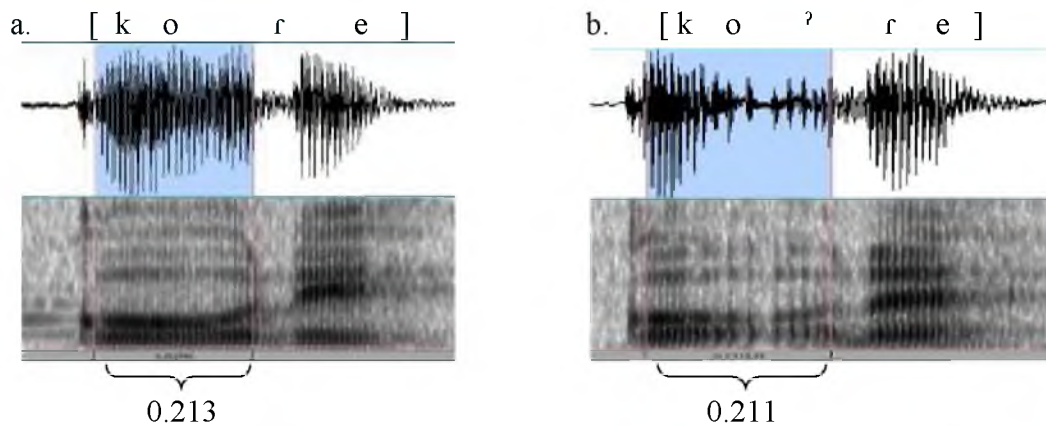 a. [ k o ɾ e ]
b. [k o ˀ ɾ e ]
0.213
0.211